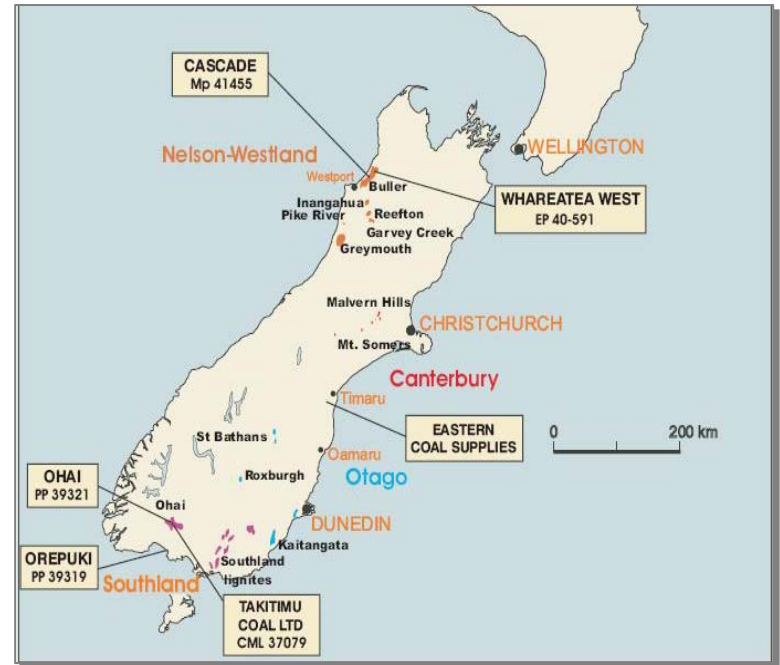 CASCADE
Mp 41455
Nelson-Westland
WELLINGTON
Westport
Buller
WHAREATEA WEST
EP 40-591
Inangahua
Pike River
Reefton
Garvey Creek
Greymouth
Malvern Hills
CHRISTCHURCH
Mt. Somers
Canterbury
Timaru
EASTERN
COAL SUPPLIES
0 200 km
St Bathans
Oamaru
Roxburgh
Otago
OHAI
PP 39321
Ohai
DUNEDIN
Kaitangata
OREPUKI
PP 39319
Southland
lignites
Southland
TAKITIMU
COAL LTD
CML 37079